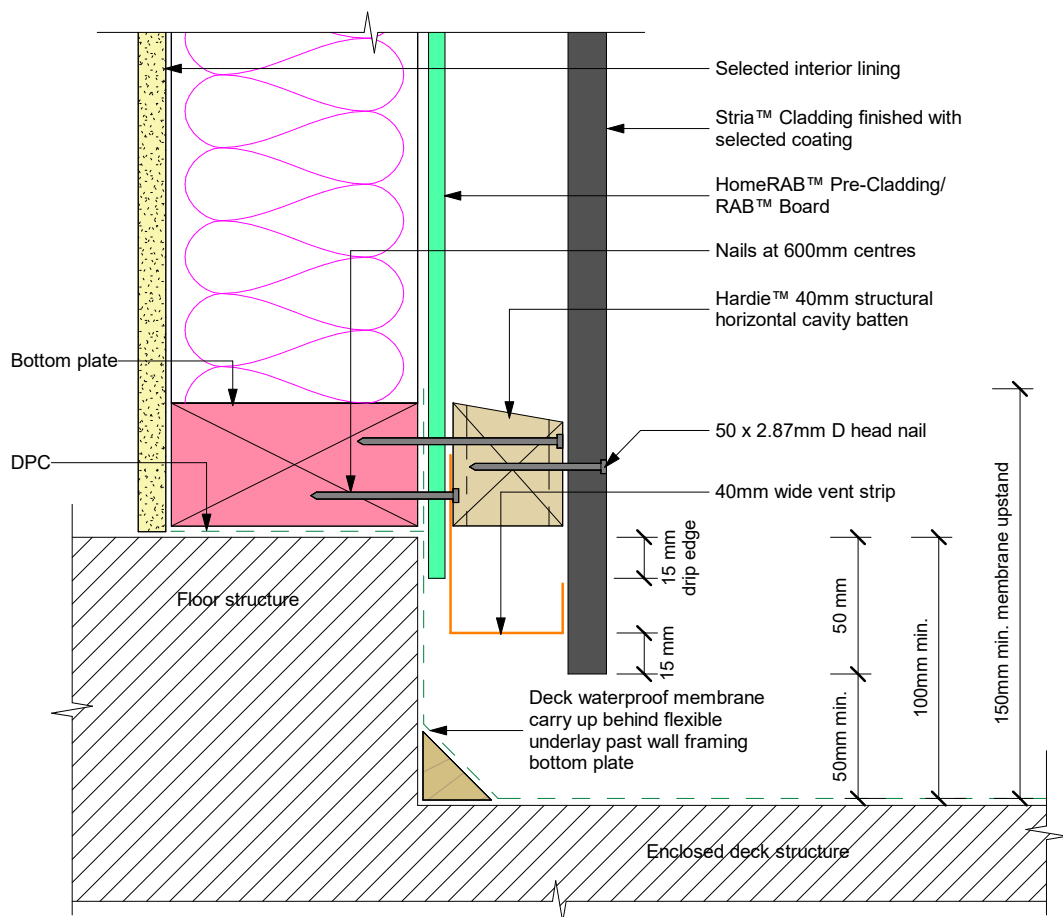 Selected interior lining
Stria™ Cladding finished with
selected coating
HomeRAB™ Pre-Cladding/
RAB™ Board
Nails at 600mm centres
Hardie™ 40mm structural
horizontal cavity batten
Bottom plate
50 x 2.87mm D head nail
DPC
40mm wide vent strip
15 mm
drip edge
Floor structure
50 mm
100mm min.
150mm min. membrane upstand
15 mm
50mm min.
Deck waterproof membrane
carry up behind flexible
underlay past wall framing
bottom plate
Enclosed deck structure